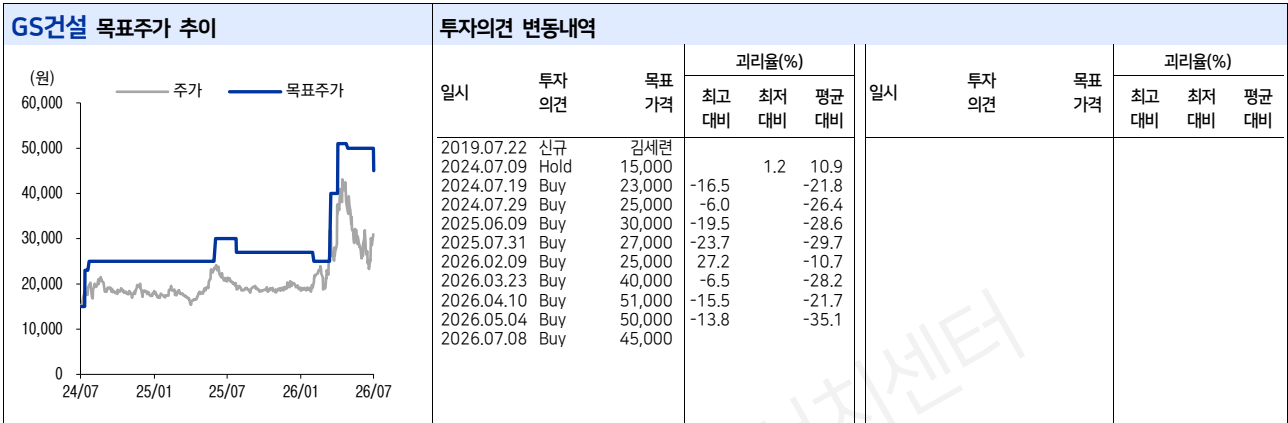 GS건설 목표주가 추이
(원)
주가 목표주가
60,000
50,000
40,000
30,000
20,000
10,000
0
24/07 25/01 25/07 26/01 26/07
투자의견 변동내역
일시 투자의견 목표가격 괴리율(%) 최고대비 최저대비 평균대비
2019.07.22 신규 김세련
2024.07.09 Hold 15,000 1.2 10.9
2024.07.19 Buy 23,000 -16.5 -21.8
2024.07.29 Buy 25,000 -6.0 -26.4
2025.06.09 Buy 30,000 -19.5 -28.6
2025.07.31 Buy 27,000 -23.7 -29.7
2026.02.09 Buy 25,000 27.2 -10.7
2026.03.23 Buy 40,000 -6.5 -28.2
2026.04.10 Buy 51,000 -15.5 -21.7
2026.05.04 Buy 50,000 -13.8 -35.1
2026.07.08 Buy 45,000
일시 투자의견 목표가격 괴리율(%) 최고대비 최저대비 평균대비
센터